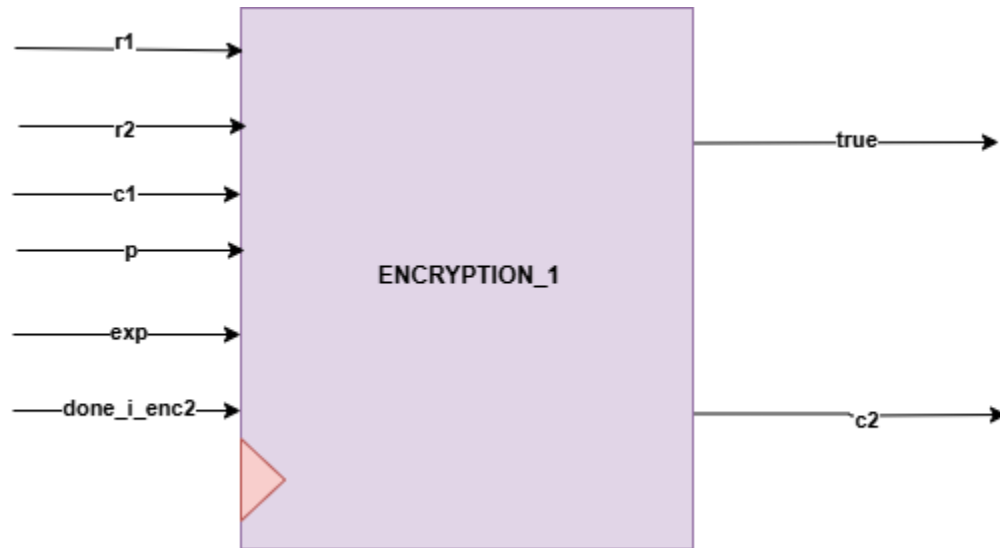 r1
r2
c1
p
exp
done_i_enc2
ENCRYPTION_1
true
c2